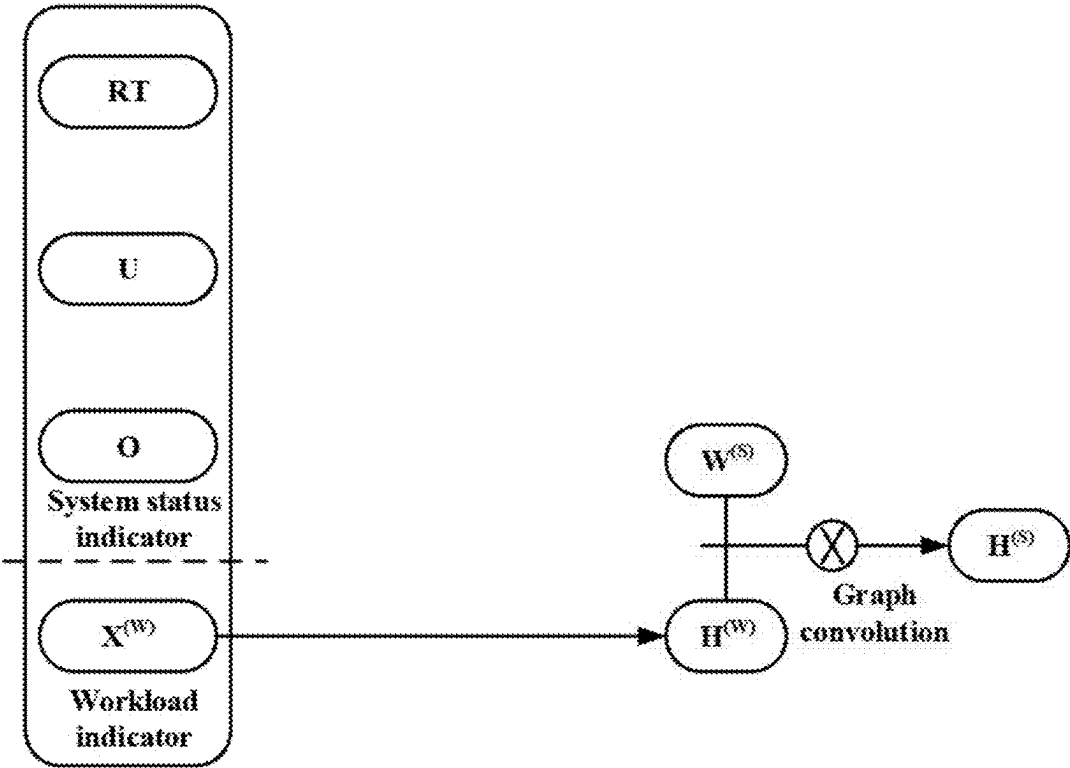 RT
U
O
System status
indicator
X(W)
Workload
indicator
W(S)
H(W)
Graph
convolution
H(S)